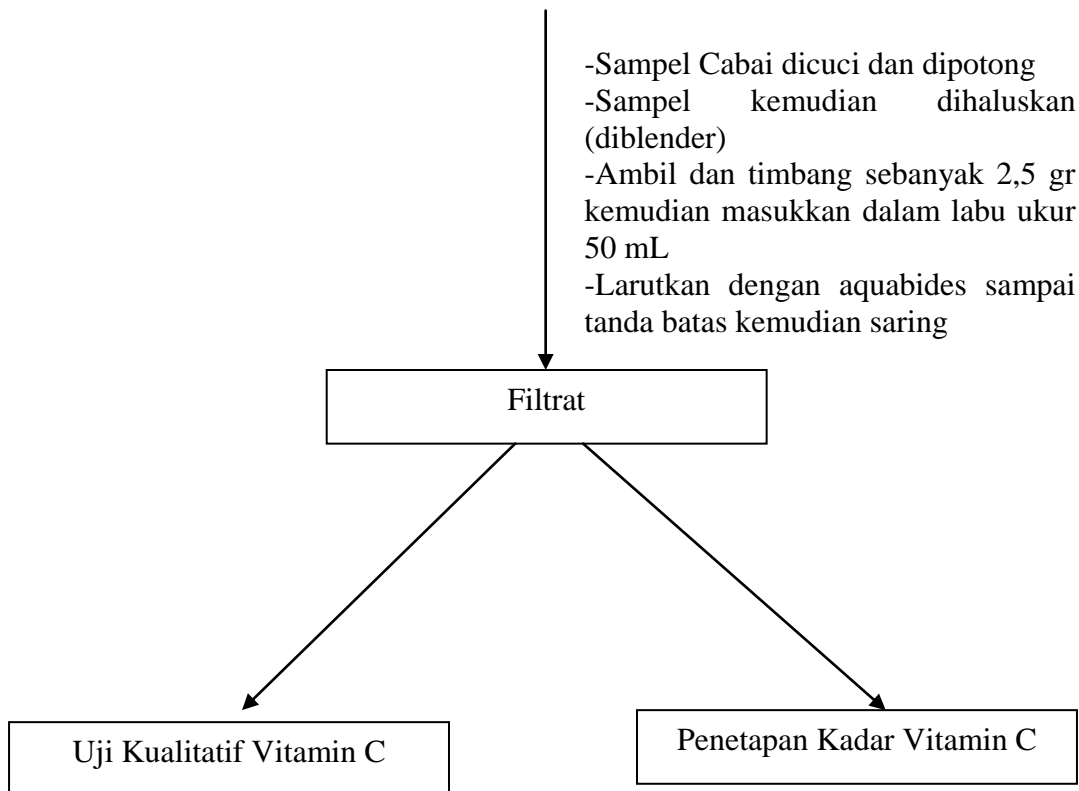 -Sampel Cabai dicuci dan dipotong
-Sampel kemudian dihaluskan
(diblender)
-Ambil dan timbang sebanyak 2,5 gr
kemudian masukkan dalam labu ukur
50 mL
-Larutkan dengan aquabides sampai
tanda batas kemudian saring
Filtrat
Uji Kualitatif Vitamin C
Penetapan Kadar Vitamin C